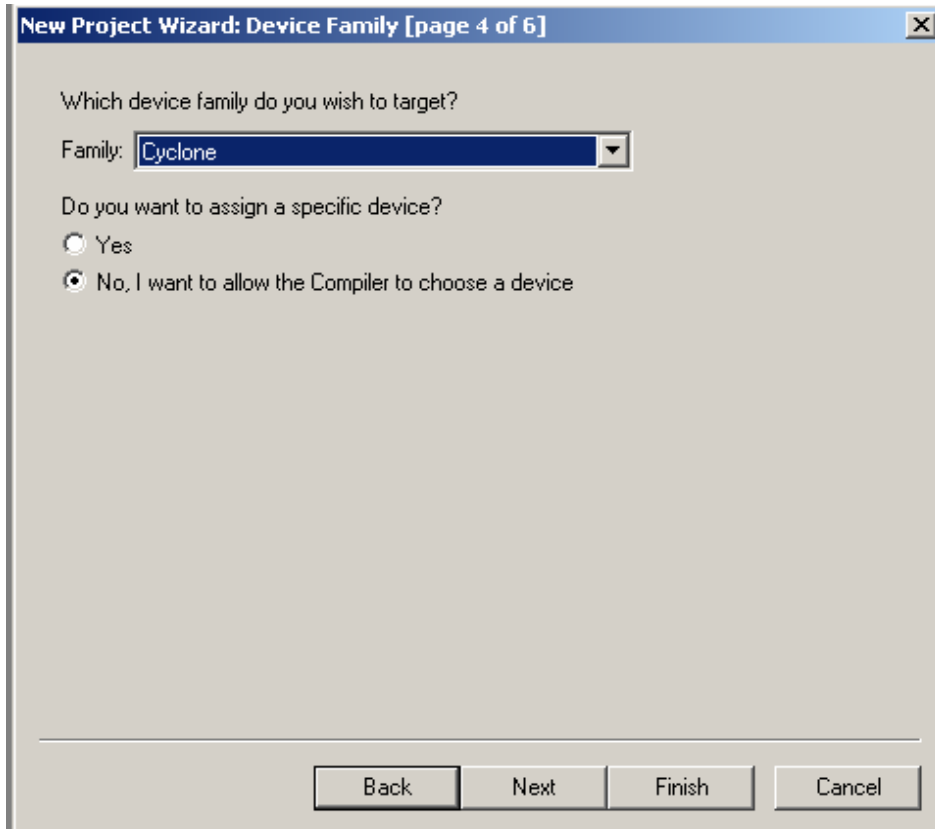 New Project Wizard: Device Family [page 4 of 6]
Which device family do you wish to target?
Family: Cyclone
Do you want to assign a specific device?
Yes
No, I want to allow the Compiler to choose a device
Back Next Finish Cancel